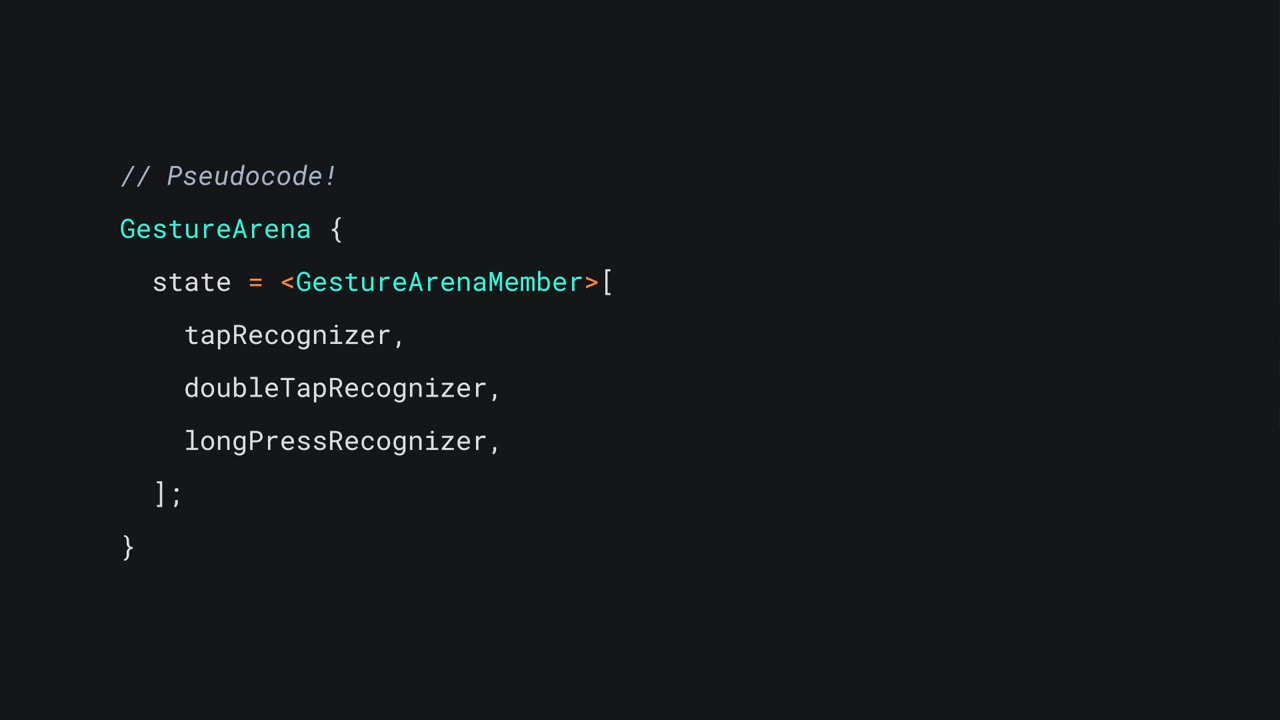 // Pseudocode!
GestureArena {
  state = <GestureArenaMember>[
    tapRecognizer,
    doubleTapRecognizer,
    longPressRecognizer,
  ];
}